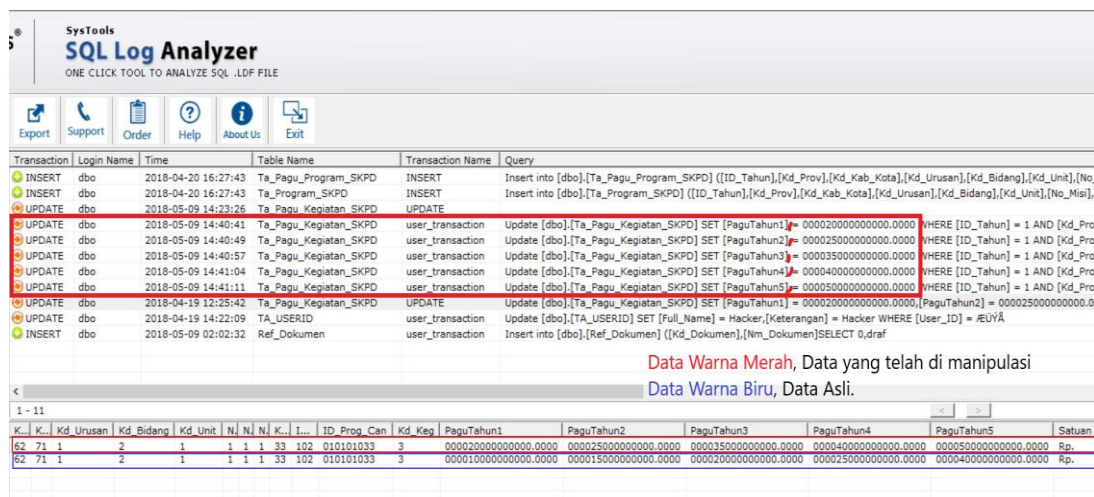 SysTools
SQL Log Analyzer
ONE CLICK TOOL TO ANALYZE SQL .LDF FILE
Export Support Order Help About Us Exit
Transaction Login Name Time Table Name Transaction Name Query
INSERT dbo 2018-04-20 16:27:43 Ta_Pagu_Program_SKPD INSERT Insert into [dbo].[Ta_Pagu_Program_SKPD] ([ID_Tahun],[Kd_Prov],[Kd_Kab_Kota],[Kd_Urusan],[Kd_Bidang],[Kd_Unit],[No_
INSERT dbo 2018-04-20 16:27:43 Ta_Program_SKPD INSERT Insert into [dbo].[Ta_Program_SKPD] ([ID_Tahun],[Kd_Prov],[Kd_Kab_Kota],[Kd_Urusan],[Kd_Bidang],[Kd_Unit],[No_Misi],
UPDATE dbo 2018-05-09 14:23:26 Ta_Pagu_Kegiatan_SKPD UPDATE
UPDATE dbo 2018-05-09 14:40:41 Ta_Pagu_Kegiatan_SKPD user_transaction Update [dbo].[Ta_Pagu_Kegiatan_SKPD] SET [PaguTahun1] = 000020000000000.0000 WHERE [ID_Tahun] = 1 AND [Kd_Pro
UPDATE dbo 2018-05-09 14:40:49 Ta_Pagu_Kegiatan_SKPD user_transaction Update [dbo].[Ta_Pagu_Kegiatan_SKPD] SET [PaguTahun2] = 000025000000000.0000 WHERE [ID_Tahun] = 1 AND [Kd_Pro
UPDATE dbo 2018-05-09 14:40:57 Ta_Pagu_Kegiatan_SKPD user_transaction Update [dbo].[Ta_Pagu_Kegiatan_SKPD] SET [PaguTahun3] = 000035000000000.0000 WHERE [ID_Tahun] = 1 AND [Kd_Pro
UPDATE dbo 2018-05-09 14:41:04 Ta_Pagu_Kegiatan_SKPD user_transaction Update [dbo].[Ta_Pagu_Kegiatan_SKPD] SET [PaguTahun4] = 000040000000000.0000 WHERE [ID_Tahun] = 1 AND [Kd_Pro
UPDATE dbo 2018-05-09 14:41:11 Ta_Pagu_Kegiatan_SKPD user_transaction Update [dbo].[Ta_Pagu_Kegiatan_SKPD] SET [PaguTahun5] = 000050000000000.0000 WHERE [ID_Tahun] = 1 AND [Kd_Pro
UPDATE dbo 2018-04-19 12:25:42 Ta_Pagu_Kegiatan_SKPD UPDATE Update [dbo].[Ta_Pagu_Kegiatan_SKPD] SET [PaguTahun1] = 000020000000000.0000,[PaguTahun2] = 000025000000000.0
UPDATE dbo 2018-04-19 14:22:09 TA_USERID user_transaction Update [dbo].[TA_USERID] SET [Full_Name] = Hacker,[Keterangan] = Hacker WHERE [User_ID] = ÆÜÝÅ
INSERT dbo 2018-05-09 02:02:32 Ref_Dokumen user_transaction Insert into [dbo].[Ref_Dokumen] ([Kd_Dokumen],[Nm_Dokumen]SELECT 0,draf
Data Warna Merah, Data yang telah di manipulasi
Data Warna Biru, Data Asli.
1 - 11
K... K... Kd_Urusan Kd_Bidang Kd_Unit N. N. N. K... I... ID_Prog_Can Kd_Keg PaguTahun1 PaguTahun2 PaguTahun3 PaguTahun4 PaguTahun5 Satuan
62 71 1 2 1 1 1 1 33 102 010101033 3 000020000000000.0000 000025000000000.0000 000035000000000.0000 000040000000000.0000 000050000000000.0000 Rp.
62 71 1 2 1 1 1 1 33 102 010101033 3 000010000000000.0000 000015000000000.0000 000020000000000.0000 000025000000000.0000 000040000000000.0000 Rp.